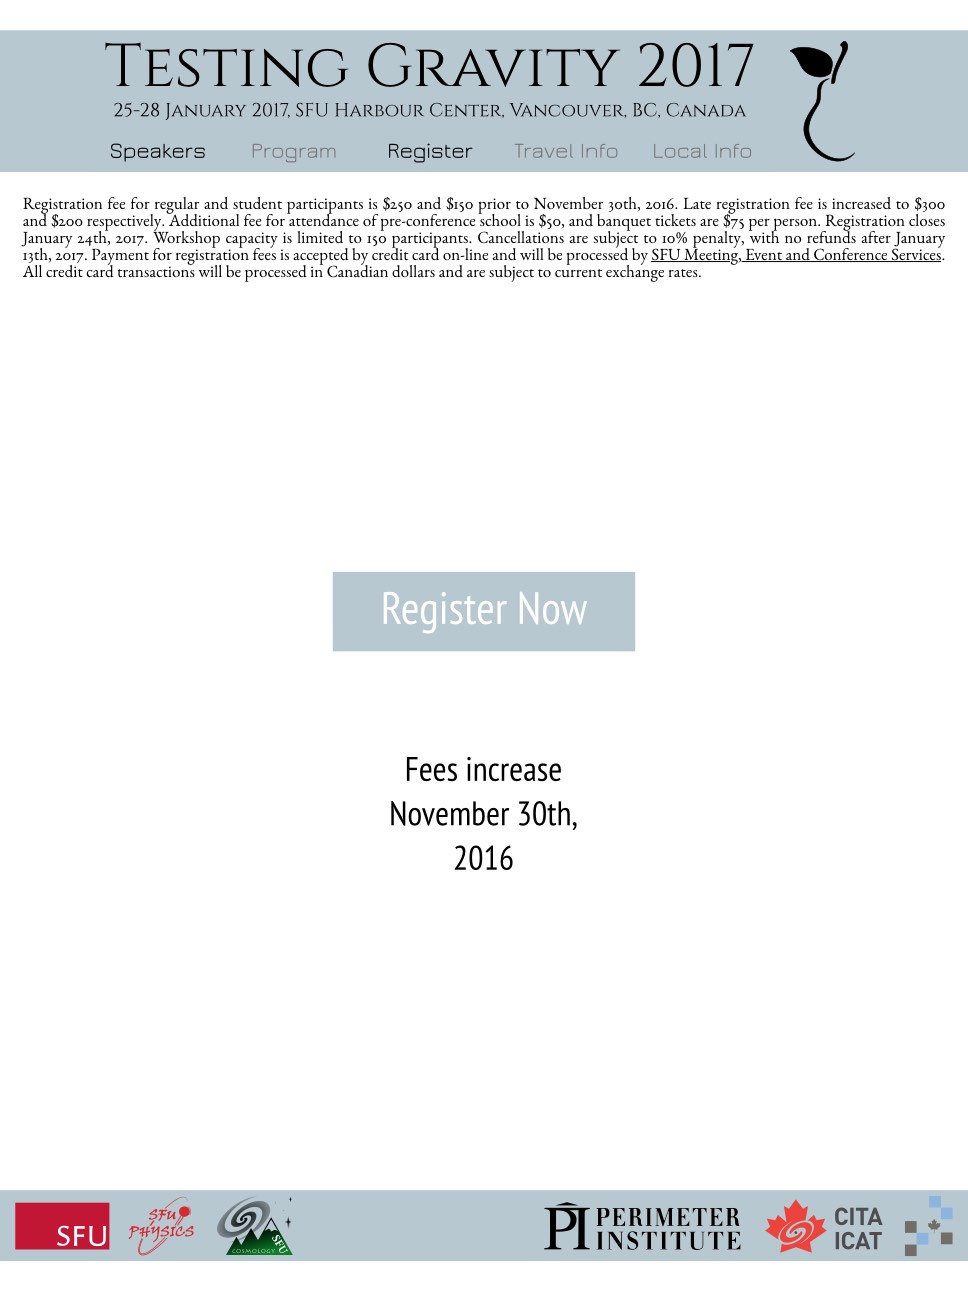 Testing Gravity 2017
25-28 January 2017, SFU Harbour Center, Vancouver, BC, Canada
Speakers Program Register Travel Info Local Info
Registration fee for regular and student participants is $250 and $150 prior to November 30th, 2016. Late registration fee is increased to $300
and $200 respectively. Additional fee for attendance of pre-conference school is $50, and banquet tickets are $75 per person. Registration closes
January 24th, 2017. Workshop capacity is limited to 150 participants. Cancellations are subject to 10% penalty, with no refunds after January
13th, 2017. Payment for registration fees is accepted by credit card on-line and will be processed by SFU Meeting, Event and Conference Services.
All credit card transactions will be processed in Canadian dollars and are subject to current exchange rates.
Register Now
Fees increase
November 30th,
2016
SFU
SFU
PHYSICS
COSMOLOGY
SFU
PI
PERIMETER
INSTITUTE
CITA
ICAT